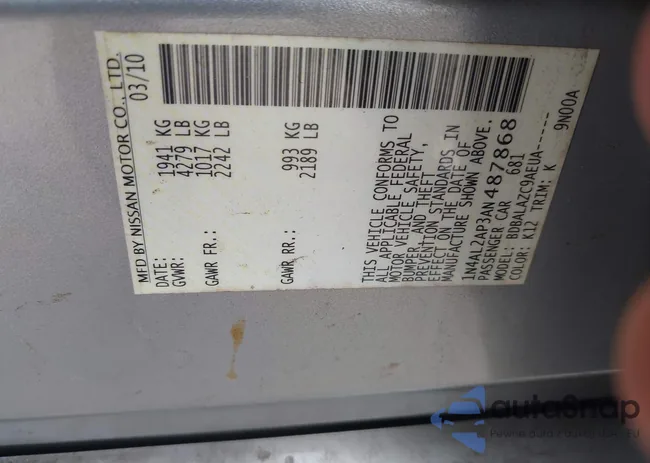 MFD BY NISSAN MOTOR CO., LTD.
DATE: 03/10
GVWR: 1941 KG
4279 LB
GAWR FR.: 1017 KG
2242 LB
GAWR RR.: 993 KG
2189 LB
THIS VEHICLE CONFORMS TO
ALL APPLICABLE FEDERAL
MOTOR VEHICLE SAFETY,
BUMPER, AND THEFT
PREVENTION STANDARDS IN
EFFECT ON THE DATE OF
MANUFACTURE SHOWN ABOVE.
1N4AL2AP3AN487868
PASSENGER CAR 681
MODEL: BDBALAZC9AEUA------
COLOR: K12 TRIM: K
9N00A
autoSnap